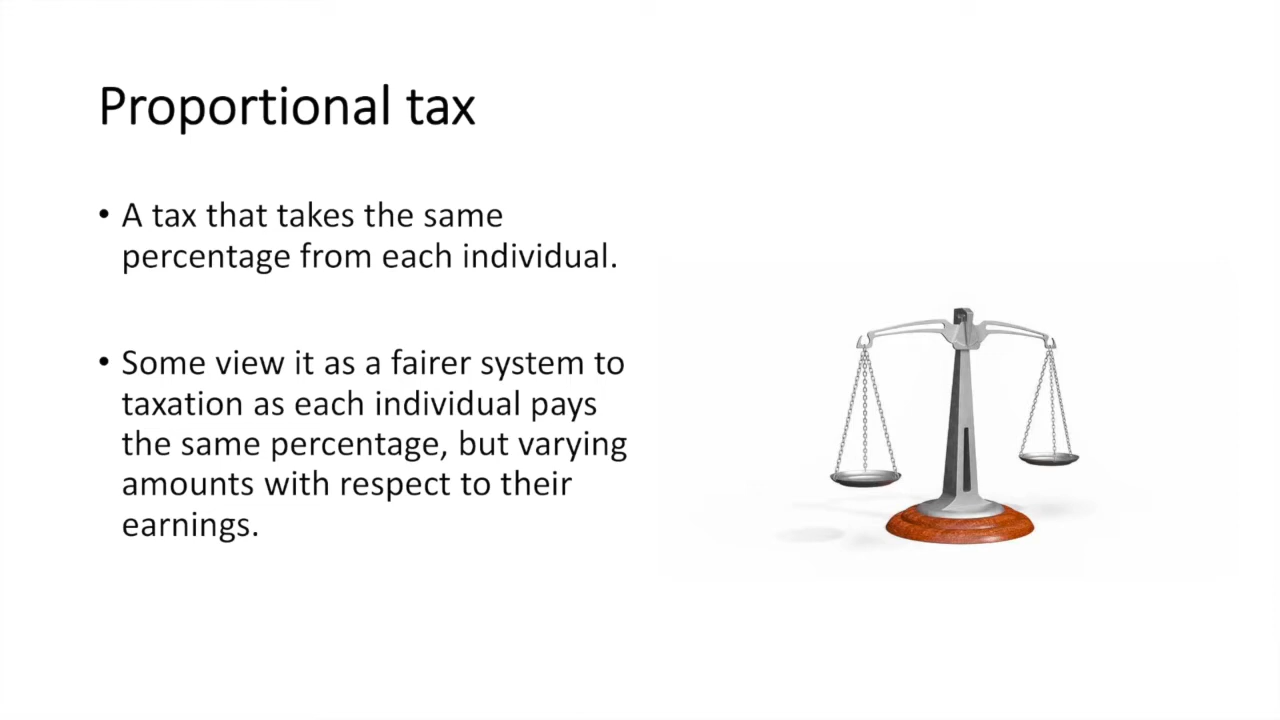 Proportional tax
• A tax that takes the same
percentage from each individual.
• Some view it as a fairer system to
taxation as each individual pays
the same percentage, but varying
amounts with respect to their
earnings.